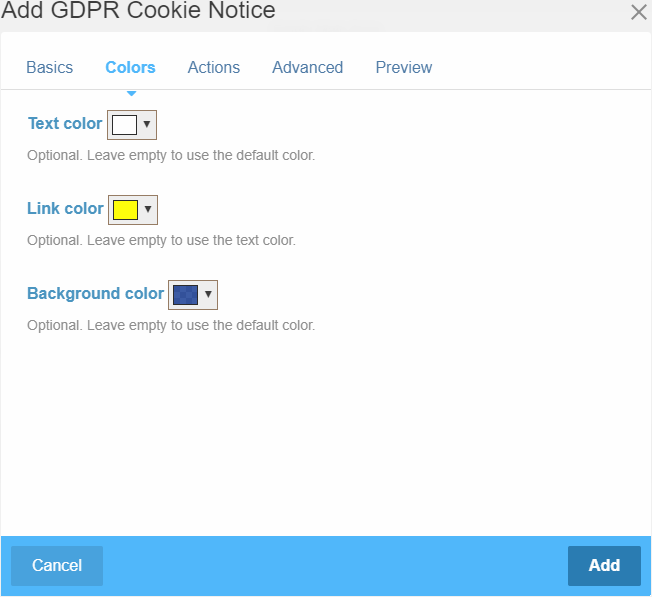 Add GDPR Cookie Notice
Basics Colors Actions Advanced Preview
Text color
Optional. Leave empty to use the default color.
Link color
Optional. Leave empty to use the text color.
Background color
Optional. Leave empty to use the default color.
Cancel Add